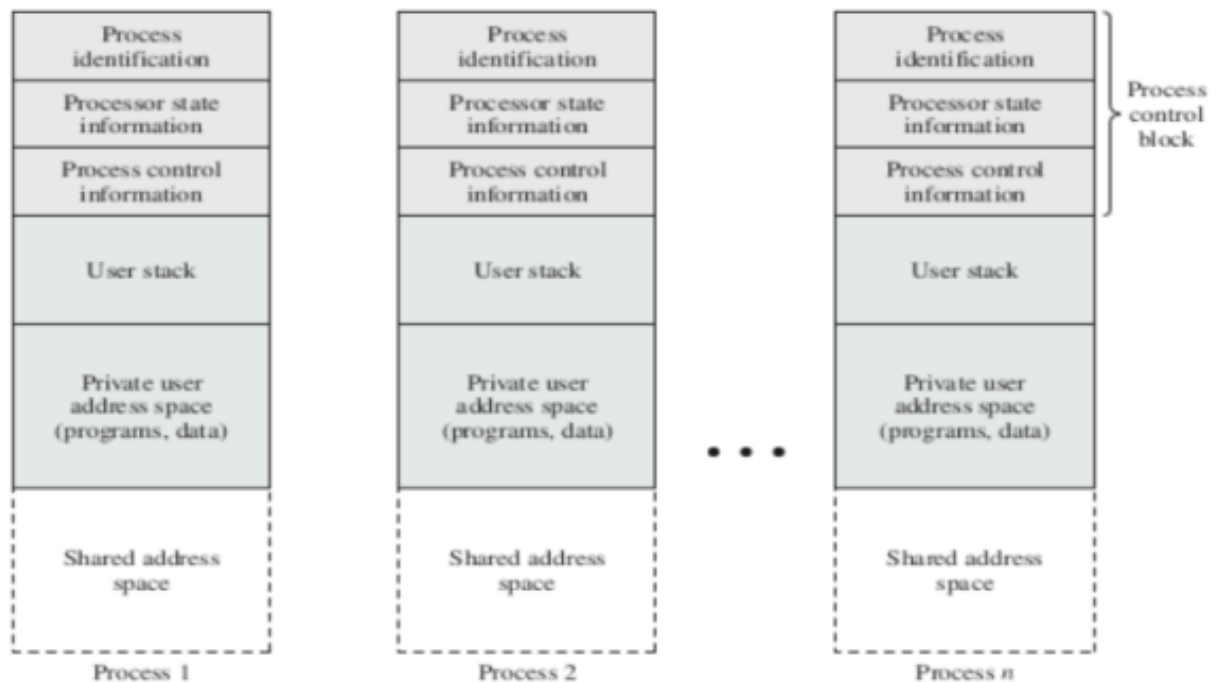 Process
identification
Processor state
information
Process control
information
User stack
Private user
address space
(programs, data)
Shared address
space
Process 1
Process
identification
Processor state
information
Process control
information
User stack
Private user
address space
(programs, data)
Shared address
space
Process 2
• • •
Process
identification
Processor state
information
Process control
information
User stack
Private user
address space
(programs, data)
Shared address
space
Process n
Process
control
block